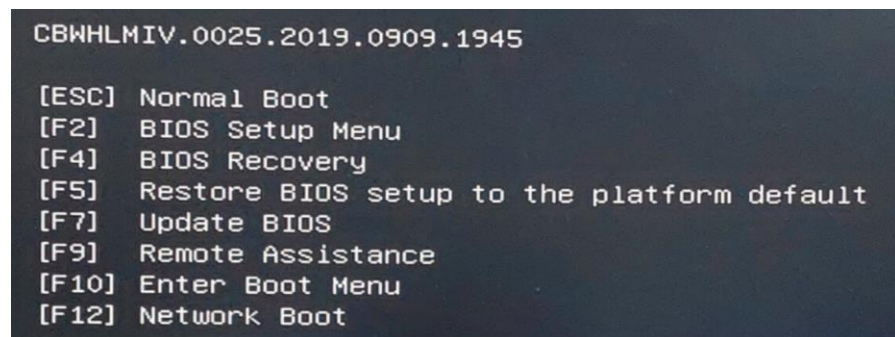 CBWHLMIV.0025.2019.0909.1945
[ESC] Normal Boot
[F2] BIOS Setup Menu
[F4] BIOS Recovery
[F5] Restore BIOS setup to the platform default
[F7] Update BIOS
[F9] Remote Assistance
[F10] Enter Boot Menu
[F12] Network Boot